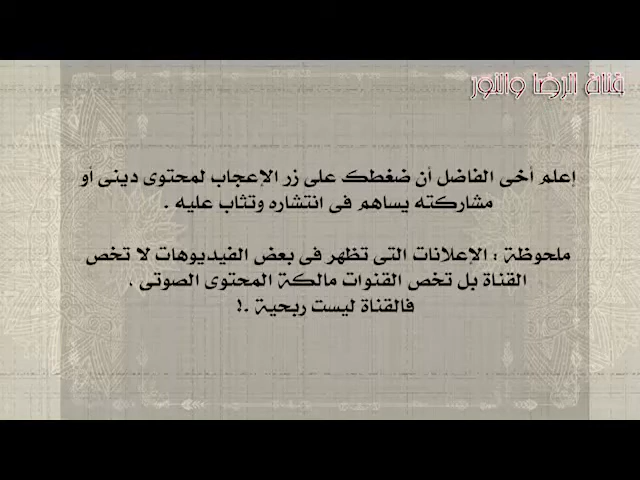 قناة الرضا والنور
إعلم أخى الفاضل أن ضغطك على زر الإعجاب لمحتوى دينى أو
مشاركته يساهم فى انتشاره وتثاب عليه .
ملحوظة : الإعلانات التى تظهر فى بعض الفيديوهات لا تخص
القناة بل تخص القنوات مالكة المحتوى الصوتى ،
فالقناة ليست ربحية .!